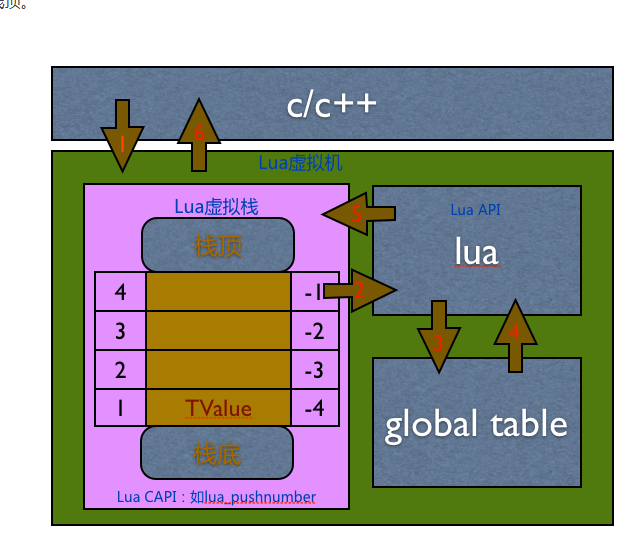 栈顶。
c/c++
1
6
Lua虚拟机
Lua虚拟栈
5
Lua API
栈顶
lua
4 -1
2
3 -2
3
4
2 -3
1 TValue -4
global table
栈底
Lua CAPI：如lua_pushnumber